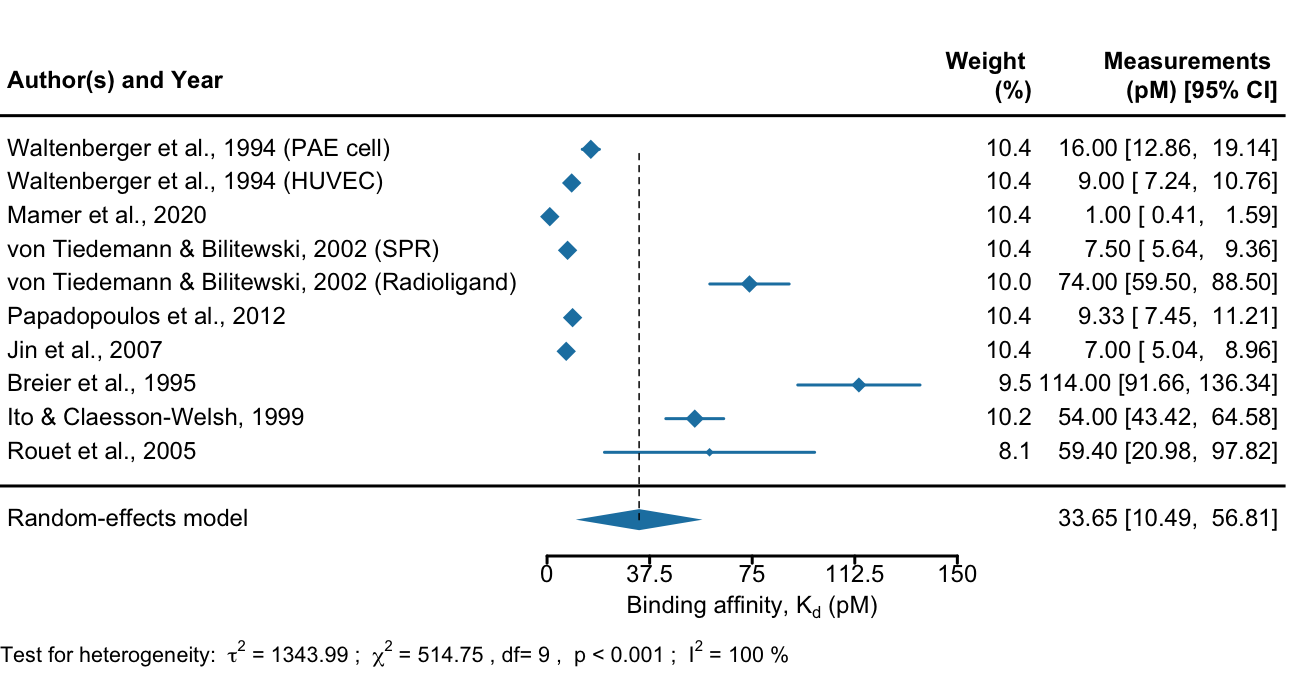 Author(s) and Year Weight (%) Measurements (pM) [95% CI]
Waltenberger et al., 1994 (PAE cell) 10.4 16.00 [12.86, 19.14]
Waltenberger et al., 1994 (HUVEC) 10.4 9.00 [ 7.24, 10.76]
Mamer et al., 2020 10.4 1.00 [ 0.41, 1.59]
von Tiedemann & Bilitewski, 2002 (SPR) 10.4 7.50 [ 5.64, 9.36]
von Tiedemann & Bilitewski, 2002 (Radioligand) 10.0 74.00 [59.50, 88.50]
Papadopoulos et al., 2012 10.4 9.33 [ 7.45, 11.21]
Jin et al., 2007 10.4 7.00 [ 5.04, 8.96]
Breier et al., 1995 9.5 114.00 [91.66, 136.34]
Ito & Claesson-Welsh, 1999 10.2 54.00 [43.42, 64.58]
Rouet et al., 2005 8.1 59.40 [20.98, 97.82]
Random-effects model 33.65 [10.49, 56.81]
0 37.5 75 112.5 150
Binding affinity, Kd (pM)
Test for heterogeneity: τ² = 1343.99 ; χ² = 514.75 , df= 9 , p < 0.001 ; I² = 100 %